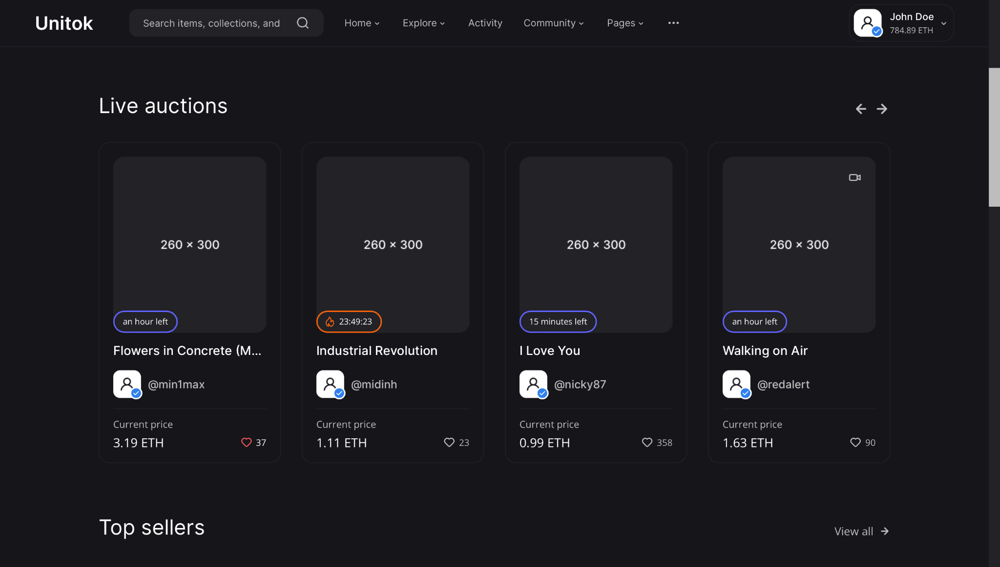 Unitok
Search items, collections, and
Home
Explore
Activity
Community
Pages
John Doe
784.89 ETH
Live auctions
260 × 300
an hour left
Flowers in Concrete (M...
@min1max
Current price
3.19 ETH
37
260 × 300
23:49:23
Industrial Revolution
@midinh
Current price
1.11 ETH
23
260 × 300
15 minutes left
I Love You
@nicky87
Current price
0.99 ETH
358
260 × 300
an hour left
Walking on Air
@redalert
Current price
1.63 ETH
90
Top sellers
View all